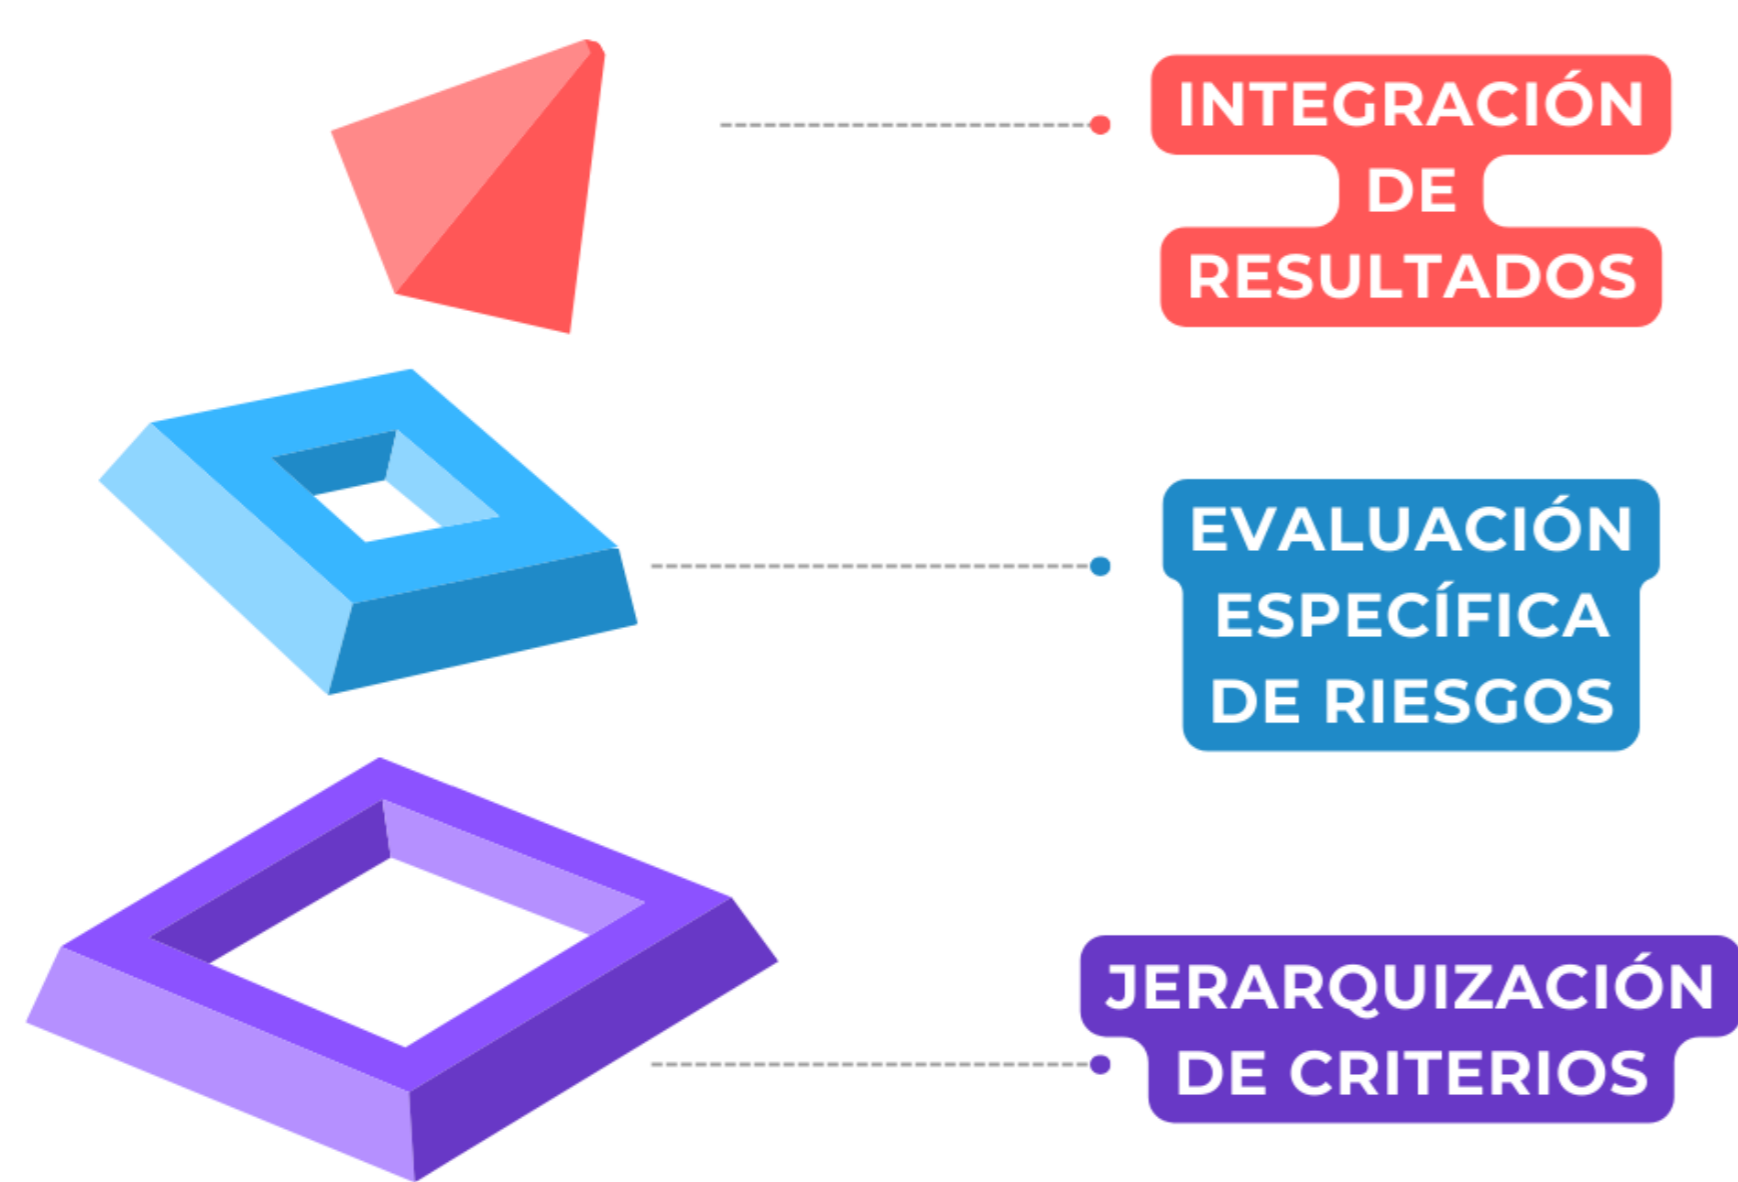 INTEGRACIÓN
DE
RESULTADOS
EVALUACIÓN
ESPECÍFICA
DE RIESGOS
JERARQUIZACIÓN
DE CRITERIOS